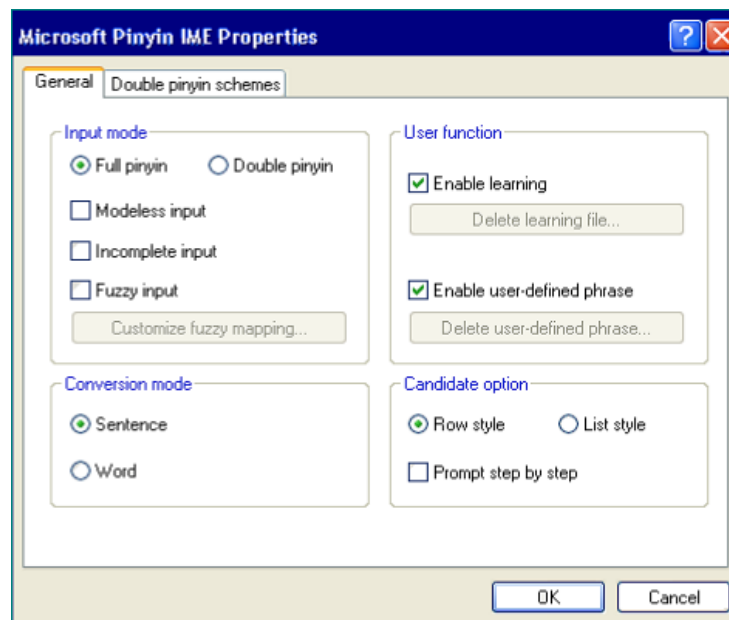 Microsoft Pinyin IME Properties
General
Double pinyin schemes
Input mode
Full pinyin
Double pinyin
Modeless input
Incomplete input
Fuzzy input
Customize fuzzy mapping...
User function
Enable learning
Delete learning file...
Enable user-defined phrase
Delete user-defined phrase...
Conversion mode
Sentence
Word
Candidate option
Row style
List style
Prompt step by step
OK
Cancel